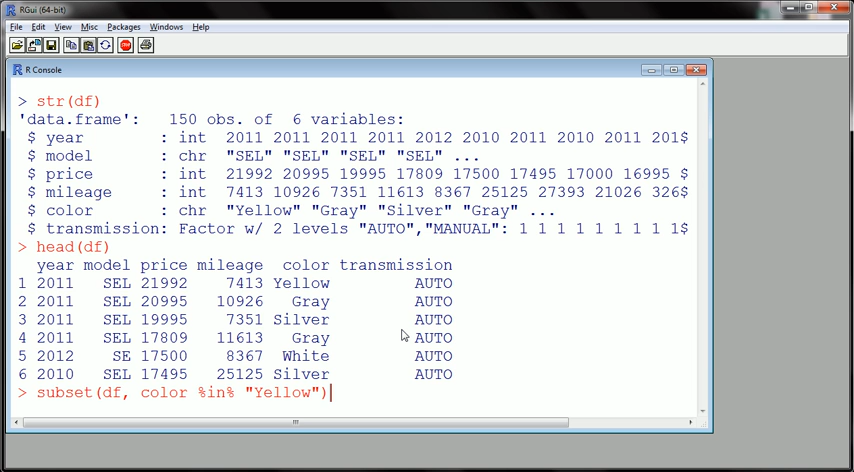 RGui (64-bit)
File Edit View Misc Packages Windows Help
STOP
R Console
> str(df)
'data.frame':   150 obs. of  6 variables:
 $ year        : int  2011 2011 2011 2011 2012 2010 2011 2010 2011 201$
 $ model       : chr  "SEL" "SEL" "SEL" "SEL" ...
 $ price       : int  21992 20995 19995 17809 17500 17495 17000 16995 $
 $ mileage     : int  7413 10926 7351 11613 8367 25125 27393 21026 326$
 $ color       : chr  "Yellow" "Gray" "Silver" "Gray" ...
 $ transmission: Factor w/ 2 levels "AUTO","MANUAL": 1 1 1 1 1 1 1 1 1$
> head(df)
  year model price mileage  color transmission
1 2011   SEL 21992    7413 Yellow         AUTO
2 2011   SEL 20995   10926   Gray         AUTO
3 2011   SEL 19995    7351 Silver         AUTO
4 2011   SEL 17809   11613   Gray         AUTO
5 2012    SE 17500    8367  White         AUTO
6 2010   SEL 17495   25125 Silver         AUTO
> subset(df, color %in% "Yellow")